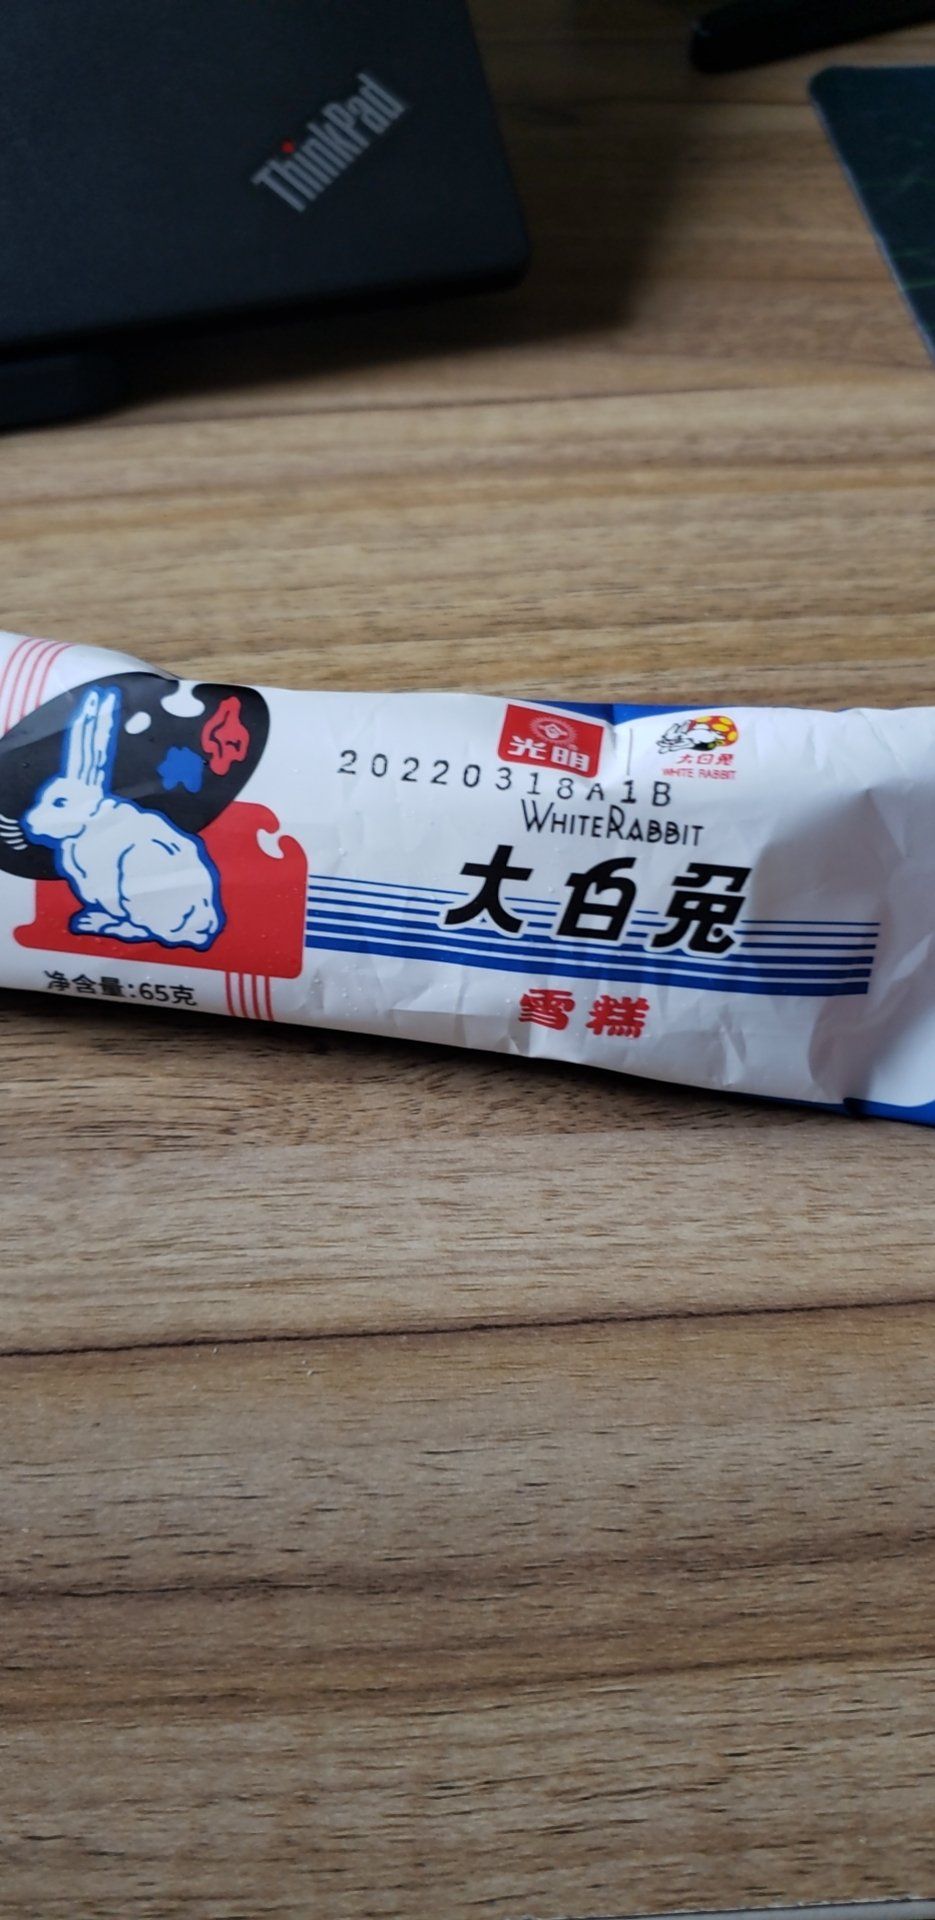 ThinkPad
光明
大白兔
WHITE RABBIT
20220318A1B
WHITERABBIT
大白兔
雪糕
净含量:65克